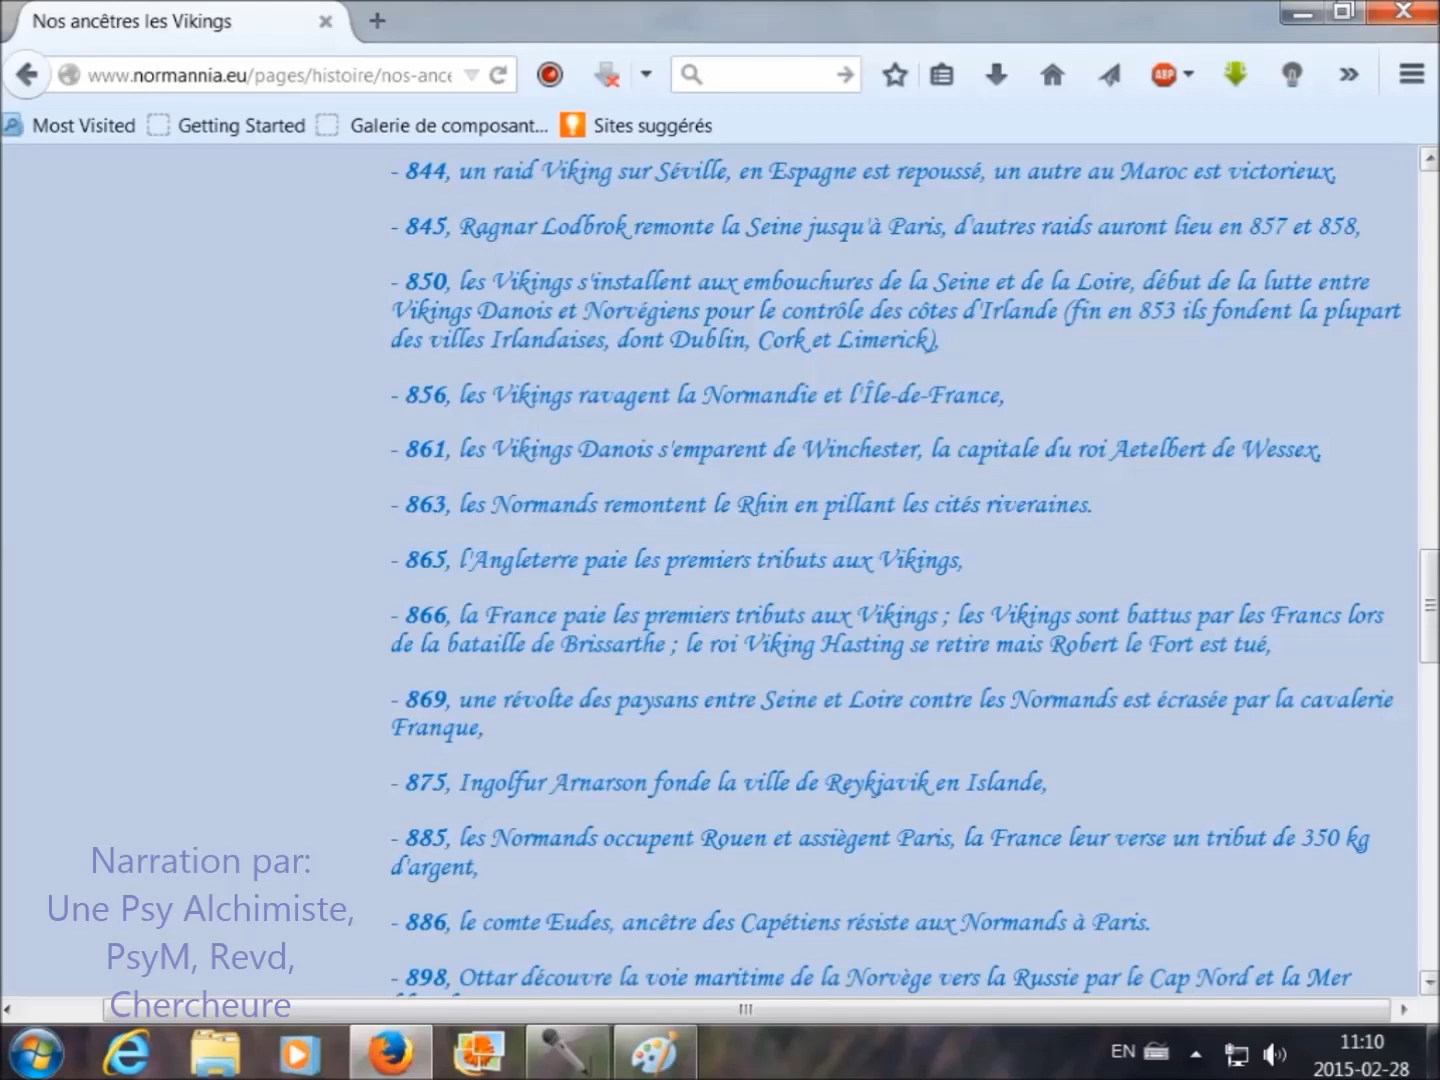 Nos ancêtres les Vikings
www.normannia.eu/pages/histoire/nos-ance
ABP
Most Visited
Getting Started
Galerie de composant...
Sites suggérés
- 844, un raid Viking sur Séville, en Espagne est repoussé, un autre au Maroc est victorieux,
- 845, Ragnar Lodbrok remonte la Seine jusqu'à Paris, d'autres raids auront lieu en 857 et 858,
- 850, les Vikings s'installent aux embouchures de la Seine et de la Loire, début de la lutte entre
Vikings Danois et Norvégiens pour le contrôle des côtes d'Irlande (fin en 853 ils fondent la plupart
des villes Irlandaises, dont Dublin, Cork et Limerick),
- 856, les Vikings ravagent la Normandie et l'Île-de-France,
- 861, les Vikings Danois s'emparent de Winchester, la capitale du roi Aetelbert de Wessex,
- 863, les Normands remontent le Rhin en pillant les cités riveraines.
- 865, l'Angleterre paie les premiers tributs aux Vikings,
- 866, la France paie les premiers tributs aux Vikings ; les Vikings sont battus par les Francs lors
de la bataille de Brissarthe ; le roi Viking Hasting se retire mais Robert le Fort est tué,
- 869, une révolte des paysans entre Seine et Loire contre les Normands est écrasée par la cavalerie
Franque,
- 875, Ingolfur Arnarson fonde la ville de Reykjavik en Islande,
- 885, les Normands occupent Rouen et assiègent Paris, la France leur verse un tribut de 350 kg
d'argent,
- 886, le comte Eudes, ancêtre des Capétiens résiste aux Normands à Paris.
- 898, Ottar découvre la voie maritime de la Norvège vers la Russie par le Cap Nord et la Mer
Narration par:
Une Psy Alchimiste,
PsyM, Revd,
Chercheure
EN
11:10
2015-02-28